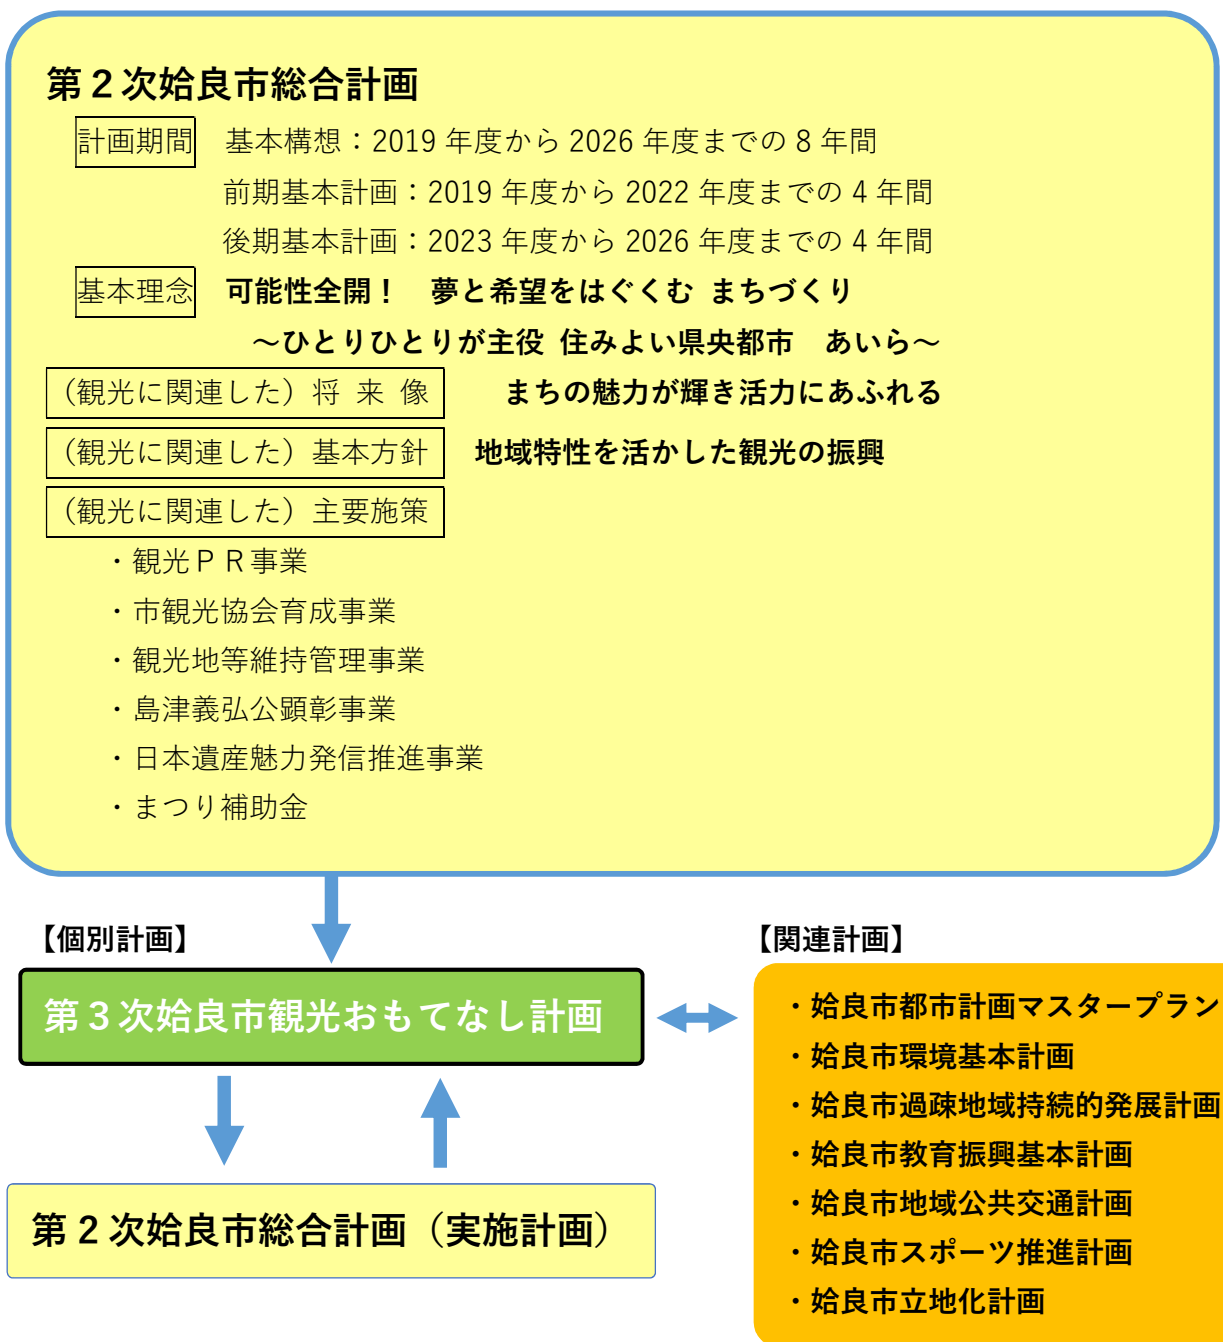 第２次姶良市総合計画
計画期間 基本構想：2019 年度から 2026 年度までの 8 年間
前期基本計画：2019 年度から 2022 年度までの 4 年間
後期基本計画：2023 年度から 2026 年度までの 4 年間
基本理念 可能性全開！ 夢と希望をはぐくむ まちづくり
～ひとりひとりが主役 住みよい県央都市 あいら～
（観光に関連した）将 来 像 まちの魅力が輝き活力にあふれる
（観光に関連した）基本方針 地域特性を活かした観光の振興
（観光に関連した）主要施策
・観光ＰＲ事業
・市観光協会育成事業
・観光地等維持管理事業
・島津義弘公顕彰事業
・日本遺産魅力発信推進事業
・まつり補助金
【個別計画】
第３次姶良市観光おもてなし計画
第２次姶良市総合計画（実施計画）
【関連計画】
・姶良市都市計画マスタープラン
・姶良市環境基本計画
・姶良市過疎地域持続的発展計画
・姶良市教育振興基本計画
・姶良市地域公共交通計画
・姶良市スポーツ推進計画
・姶良市立地化計画